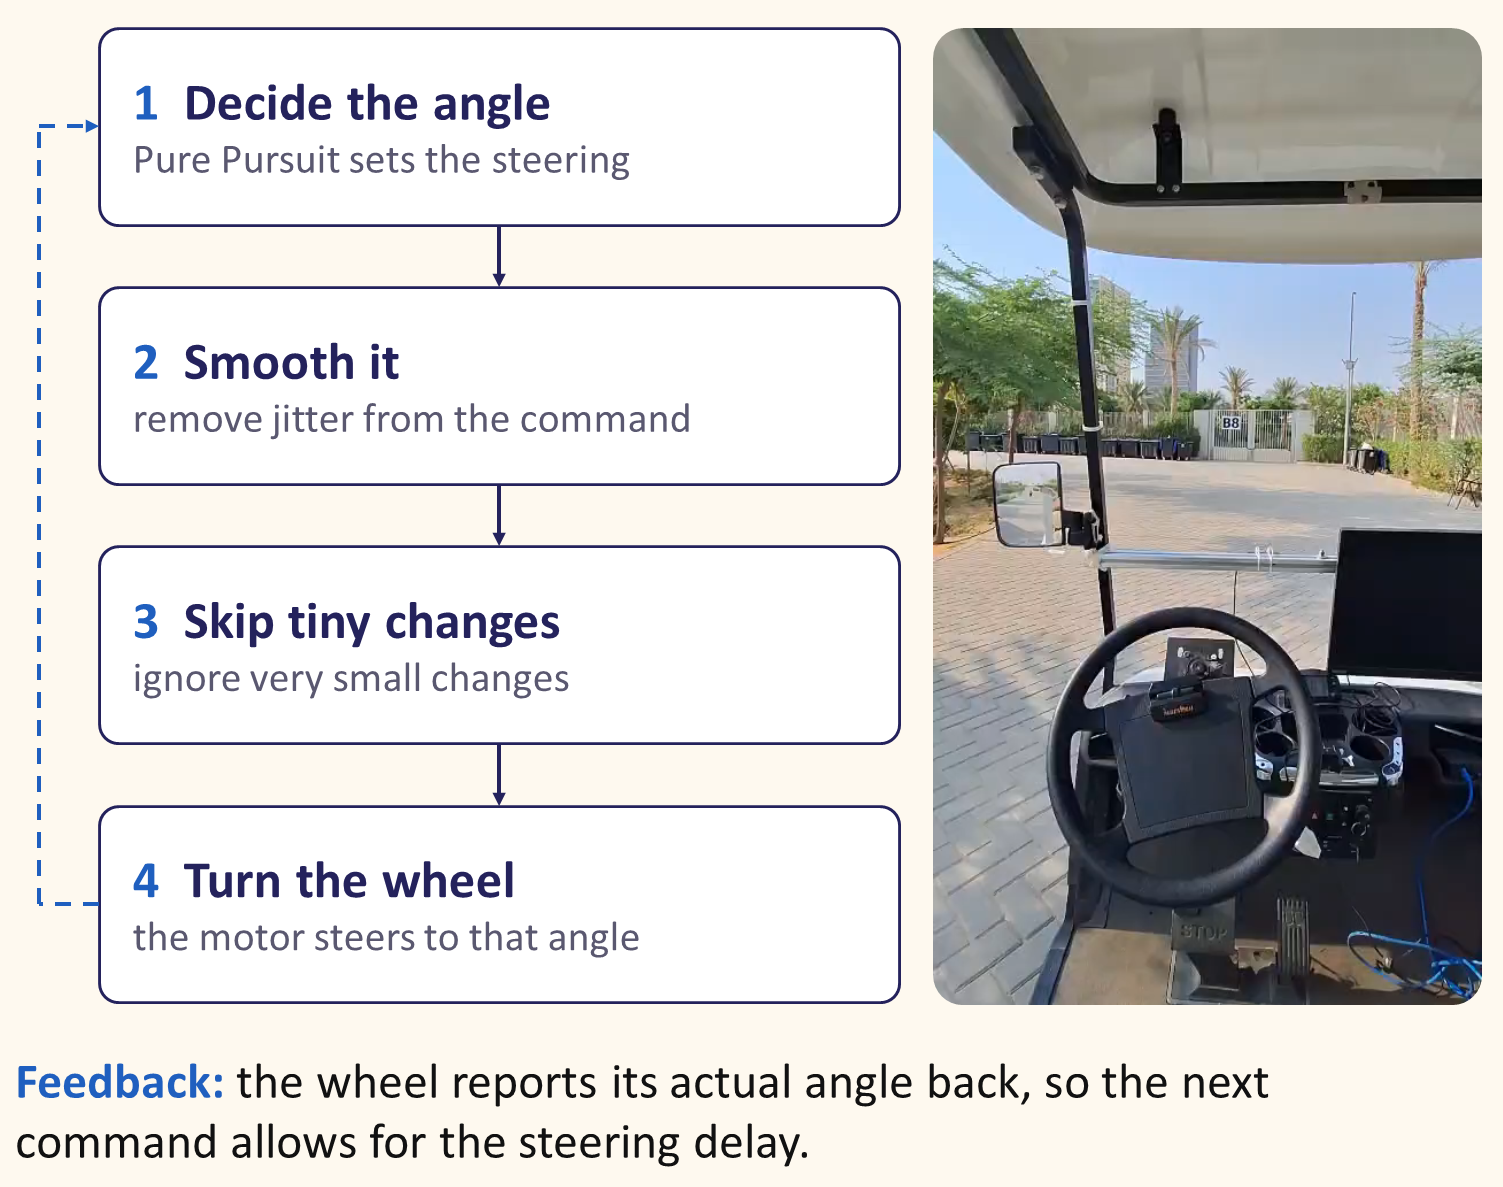 1 Decide the angle
Pure Pursuit sets the steering
2 Smooth it
remove jitter from the command
3 Skip tiny changes
ignore very small changes
4 Turn the wheel
the motor steers to that angle
B8
STOP
Feedback: the wheel reports its actual angle back, so the next
command allows for the steering delay.